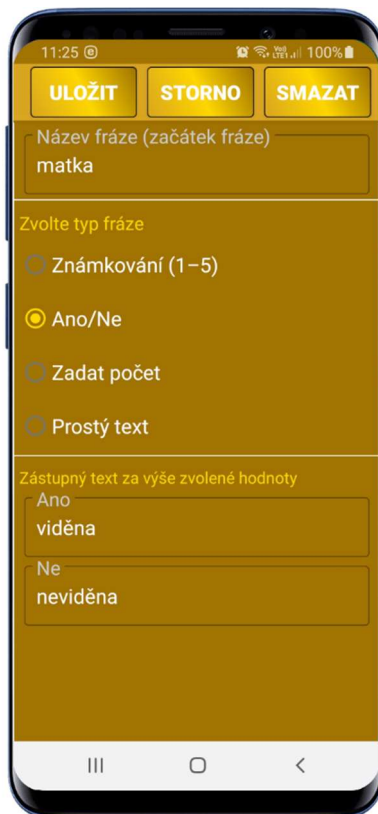 11:25 100%
ULOŽIT STORNO SMAZAT
Název fráze (začátek fráze)
matka
Zvolte typ fráze
Známkování (1–5)
Ano/Ne
Zadat počet
Prostý text
Zástupný text za výše zvolené hodnoty
Ano
viděna
Ne
neviděna